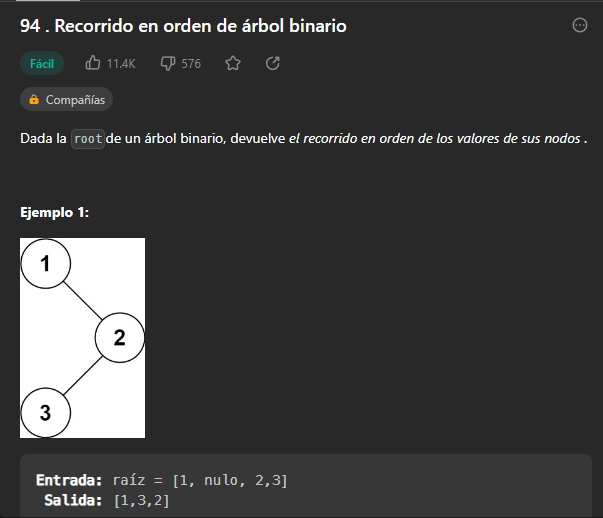 94 . Recorrido en orden de árbol binario
Fácil 11.4K 576
Compañías
Dada la root de un árbol binario, devuelve el recorrido en orden de los valores de sus nodos .
Ejemplo 1:
1
2
3
Entrada: raíz = [1, nulo, 2,3]
Salida: [1,3,2]